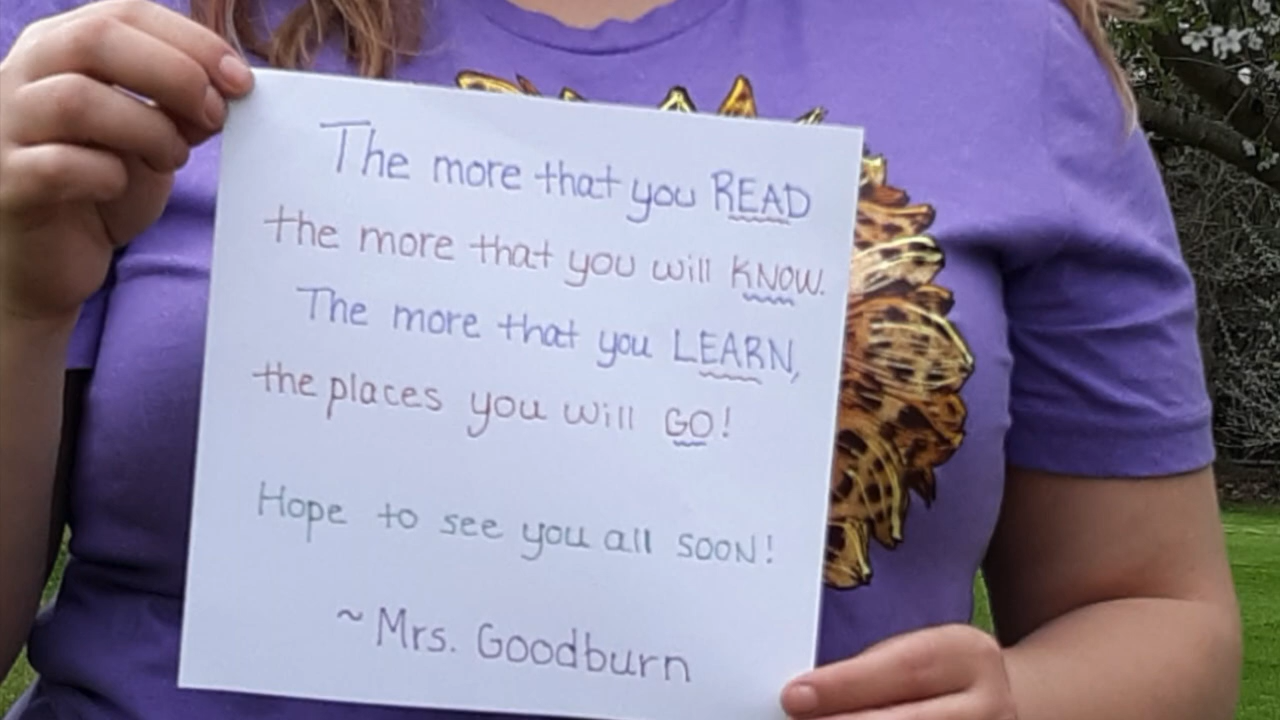 The more that you READ
the more that you will KNOW.
The more that you LEARN,
the places you will GO!
Hope to see you all SOON!
~ Mrs. Goodburn